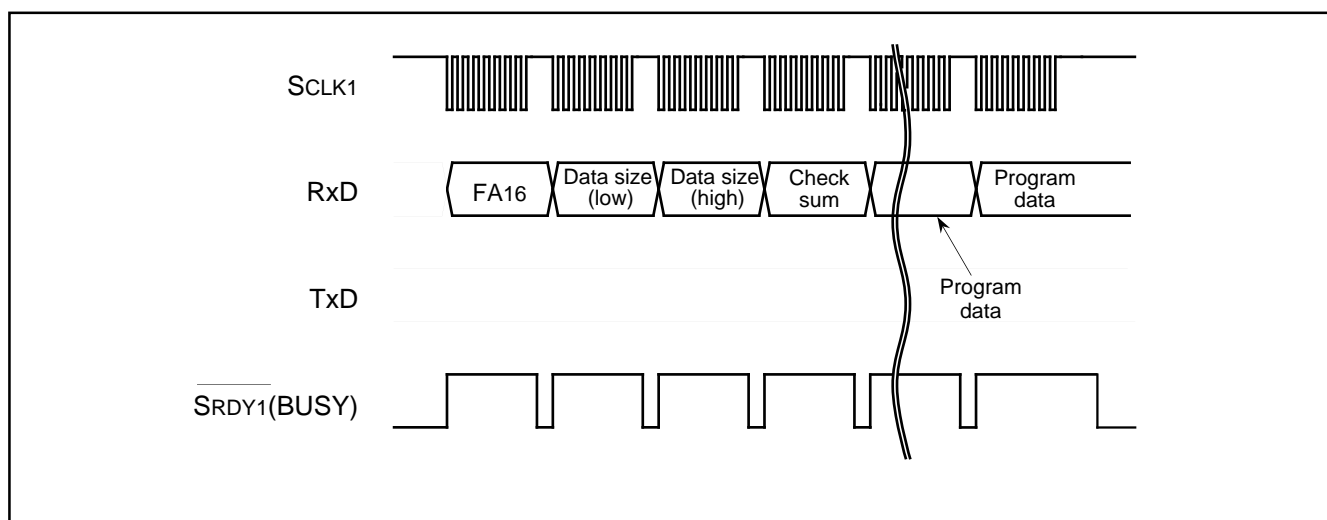 SCLK1
RxD
FA16
Data size
(low)
Data size
(high)
Check
sum
Program
data
Program
data
TxD
SRDY1(BUSY)